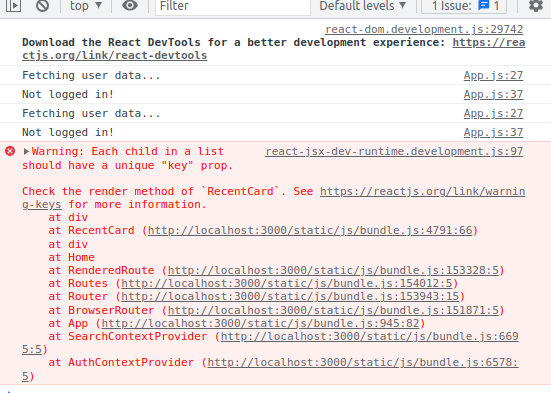 top ▾ Filter Default levels ▾ 1 Issue: 1
react-dom.development.js:29742
Download the React DevTools for a better development experience: https://rea
ctjs.org/link/react-devtools
Fetching user data... App.js:27
Not logged in! App.js:37
Fetching user data... App.js:27
Not logged in! App.js:37
▸Warning: Each child in a list react-jsx-dev-runtime.development.js:97
should have a unique "key" prop.
Check the render method of `RecentCard`. See https://reactjs.org/link/warnin
g-keys for more information.
at div
at RecentCard (http://localhost:3000/static/js/bundle.js:4791:66)
at div
at Home
at RenderedRoute (http://localhost:3000/static/js/bundle.js:153328:5)
at Routes (http://localhost:3000/static/js/bundle.js:154012:5)
at Router (http://localhost:3000/static/js/bundle.js:153943:15)
at BrowserRouter (http://localhost:3000/static/js/bundle.js:151871:5)
at App (http://localhost:3000/static/js/bundle.js:945:82)
at SearchContextProvider (http://localhost:3000/static/js/bundle.js:669
5:5)
at AuthContextProvider (http://localhost:3000/static/js/bundle.js:6578:
5)